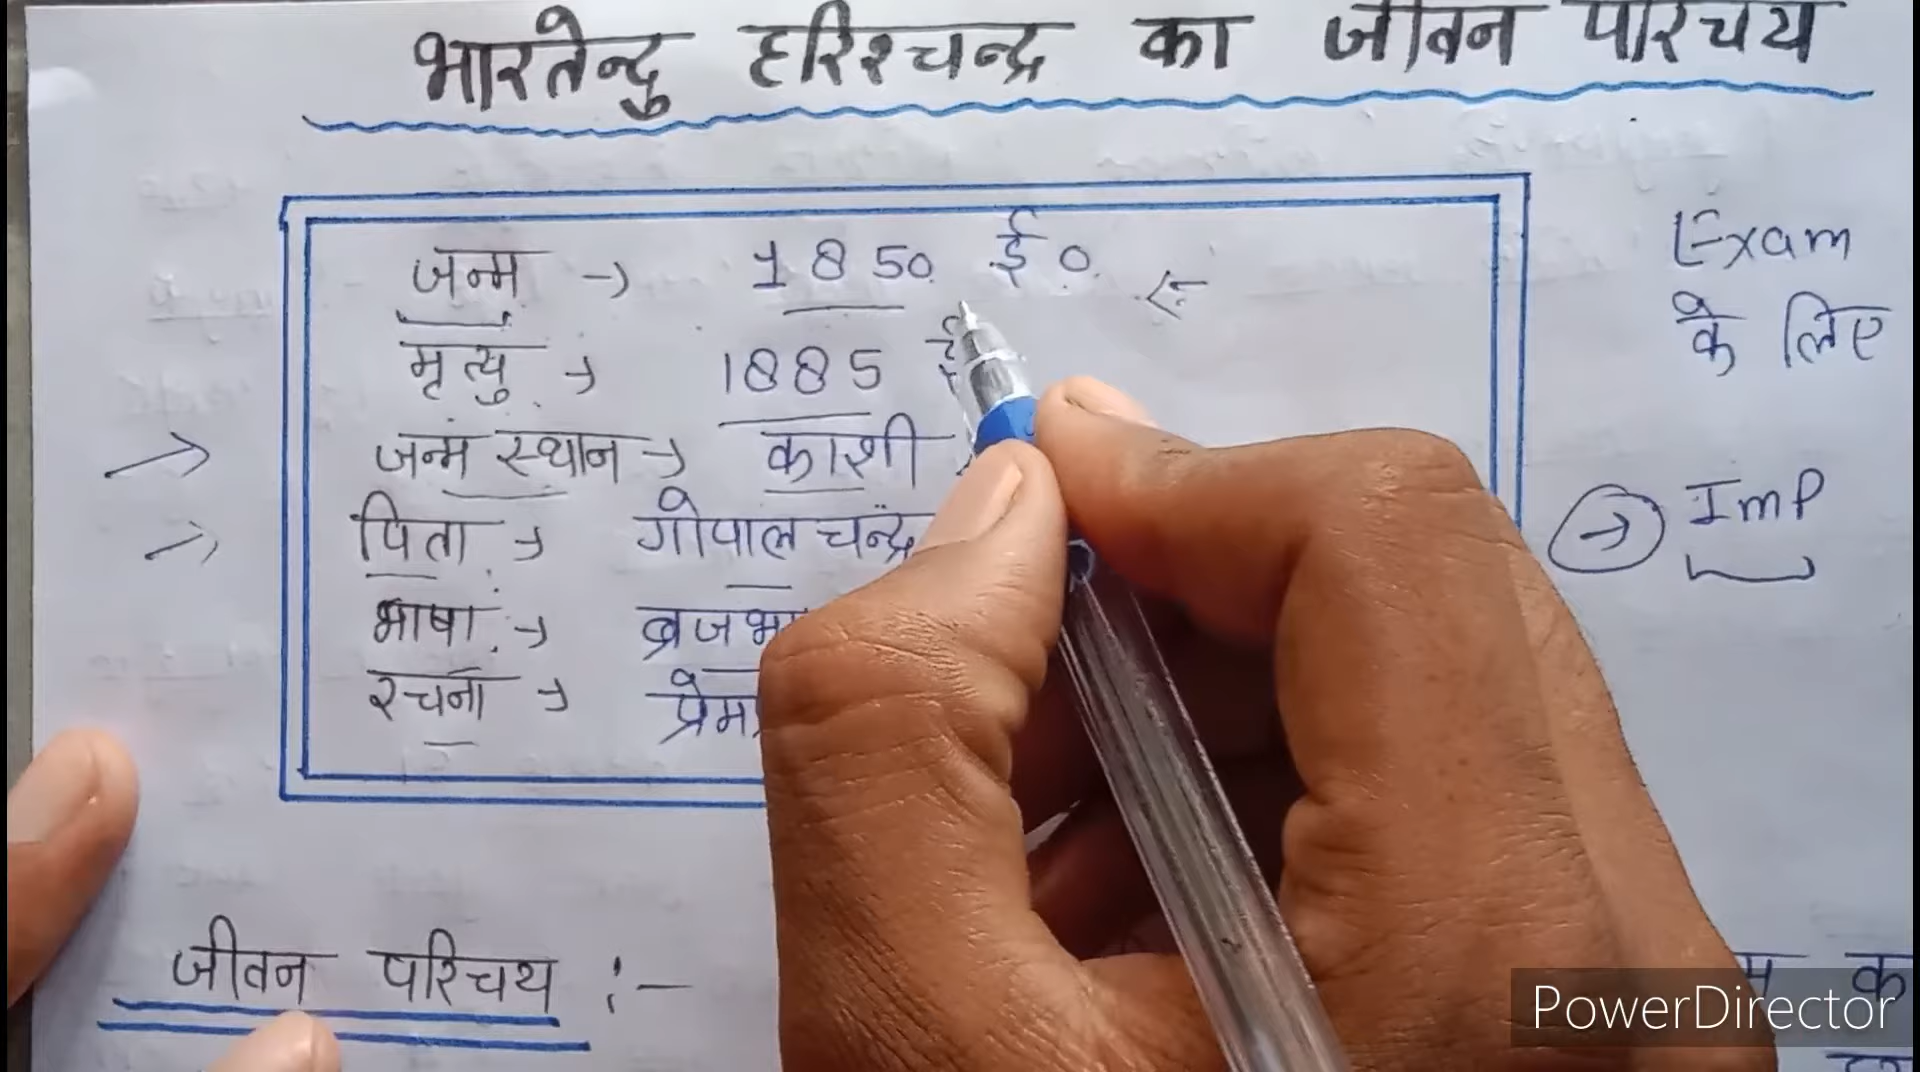 भारतेन्दु हरिश्चन्द्र का जीवन परिचय
जन्म → 1850 ई०
मृत्यु → 1885
जन्म स्थान → काशी
पिता → गोपाल चन्द्र
भाषा →
रचना →
Exam
के लिए
→ Imp
जीवन परिचय :-
PowerDirector